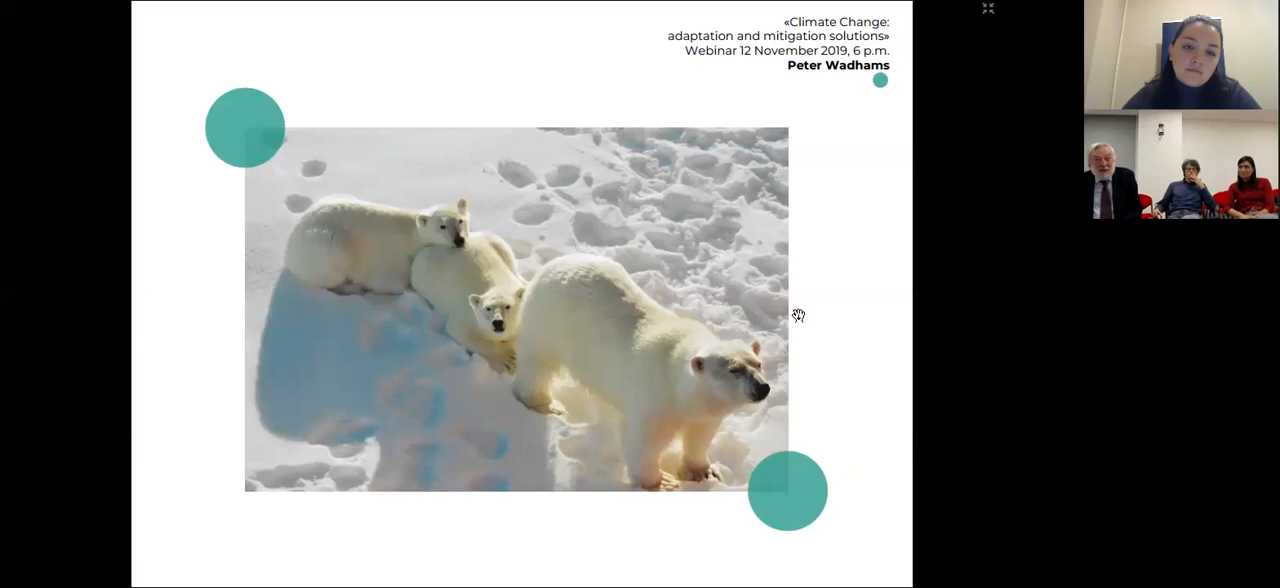 «Climate Change:
adaptation and mitigation solutions»
Webinar 12 November 2019, 6 p.m.
Peter Wadhams